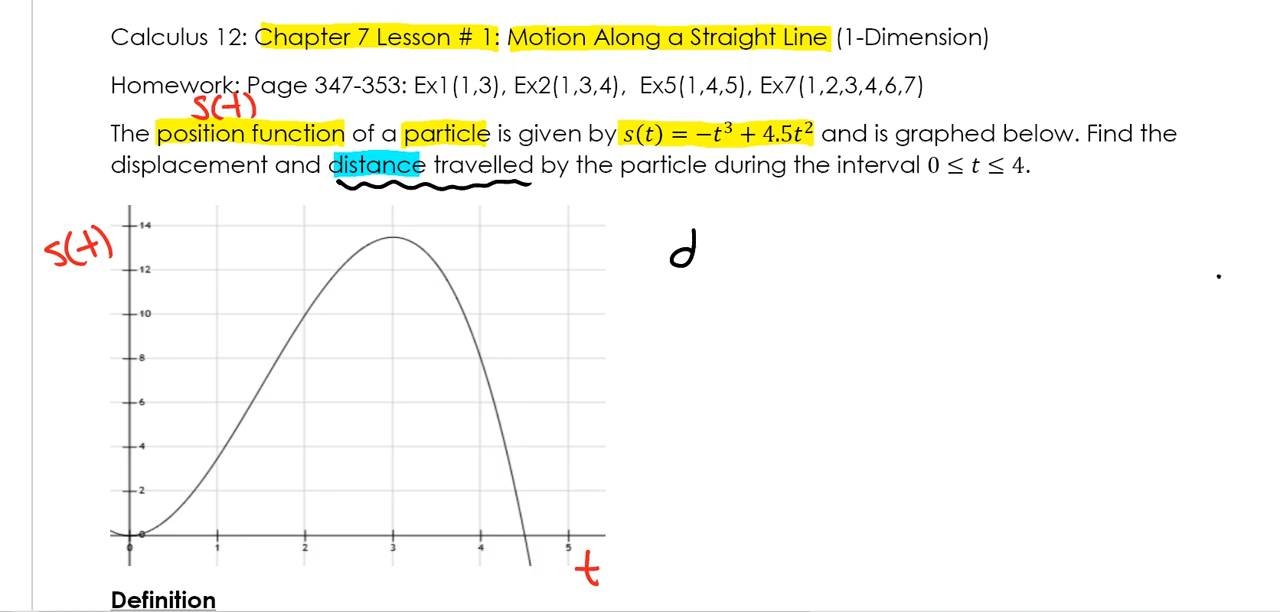 Calculus 12: Chapter 7 Lesson # 1: Motion Along a Straight Line (1-Dimension)
Homework: Page 347-353: Ex1(1,3), Ex2(1,3,4), Ex5(1,4,5), Ex7(1,2,3,4,6,7)
s(t)
The position function of a particle is given by s(t) = −t³ + 4.5t² and is graphed below. Find the
displacement and distance travelled by the particle during the interval 0 ≤ t ≤ 4.
s(t)
d
14
12
10
8
6
4
2
0
0 1 2 3 4 5
t
Definition